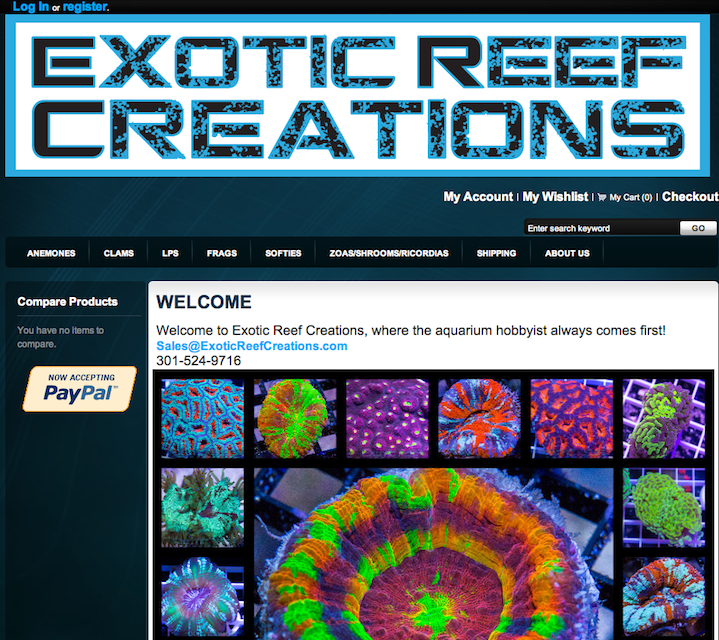 Log In or register.
EXOTIC REEF
CREATIONS
My Account | My Wishlist | My Cart (0) | Checkout
Enter search keyword GO
ANEMONES CLAMS LPS FRAGS SOFTIES ZOAS/SHROOMS/RICORDIAS SHIPPING ABOUT US
Compare Products
You have no items to
compare.
NOW ACCEPTING
PayPal™
WELCOME
Welcome to Exotic Reef Creations, where the aquarium hobbyist always comes first!
Sales@ExoticReefCreations.com
301-524-9716